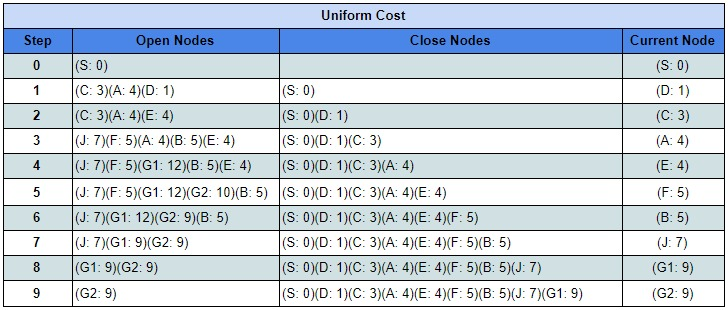 Uniform Cost
Step Open Nodes Close Nodes Current Node
0 (S: 0) (S: 0)
1 (C: 3)(A: 4)(D: 1) (S: 0) (D: 1)
2 (C: 3)(A: 4)(E: 4) (S: 0)(D: 1) (C: 3)
3 (J: 7)(F: 5)(A: 4)(B: 5)(E: 4) (S: 0)(D: 1)(C: 3) (A: 4)
4 (J: 7)(F: 5)(G1: 12)(B: 5)(E: 4) (S: 0)(D: 1)(C: 3)(A: 4) (E: 4)
5 (J: 7)(F: 5)(G1: 12)(G2: 10)(B: 5) (S: 0)(D: 1)(C: 3)(A: 4)(E: 4) (F: 5)
6 (J: 7)(G1: 12)(G2: 9)(B: 5) (S: 0)(D: 1)(C: 3)(A: 4)(E: 4)(F: 5) (B: 5)
7 (J: 7)(G1: 9)(G2: 9) (S: 0)(D: 1)(C: 3)(A: 4)(E: 4)(F: 5)(B: 5) (J: 7)
8 (G1: 9)(G2: 9) (S: 0)(D: 1)(C: 3)(A: 4)(E: 4)(F: 5)(B: 5)(J: 7) (G1: 9)
9 (G2: 9) (S: 0)(D: 1)(C: 3)(A: 4)(E: 4)(F: 5)(B: 5)(J: 7)(G1: 9) (G2: 9)